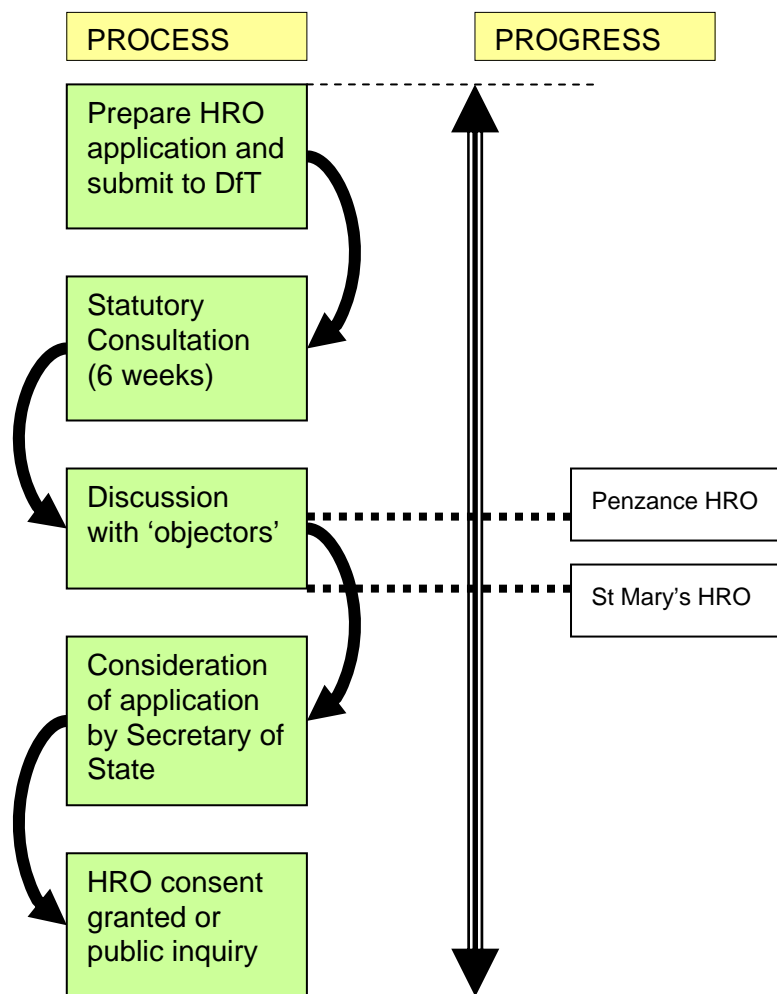 PROCESS
PROGRESS
Prepare HRO
application and
submit to DfT
Statutory
Consultation
(6 weeks)
Discussion
with ‘objectors’
Penzance HRO
St Mary’s HRO
Consideration
of application
by Secretary of
State
HRO consent
granted or
public inquiry